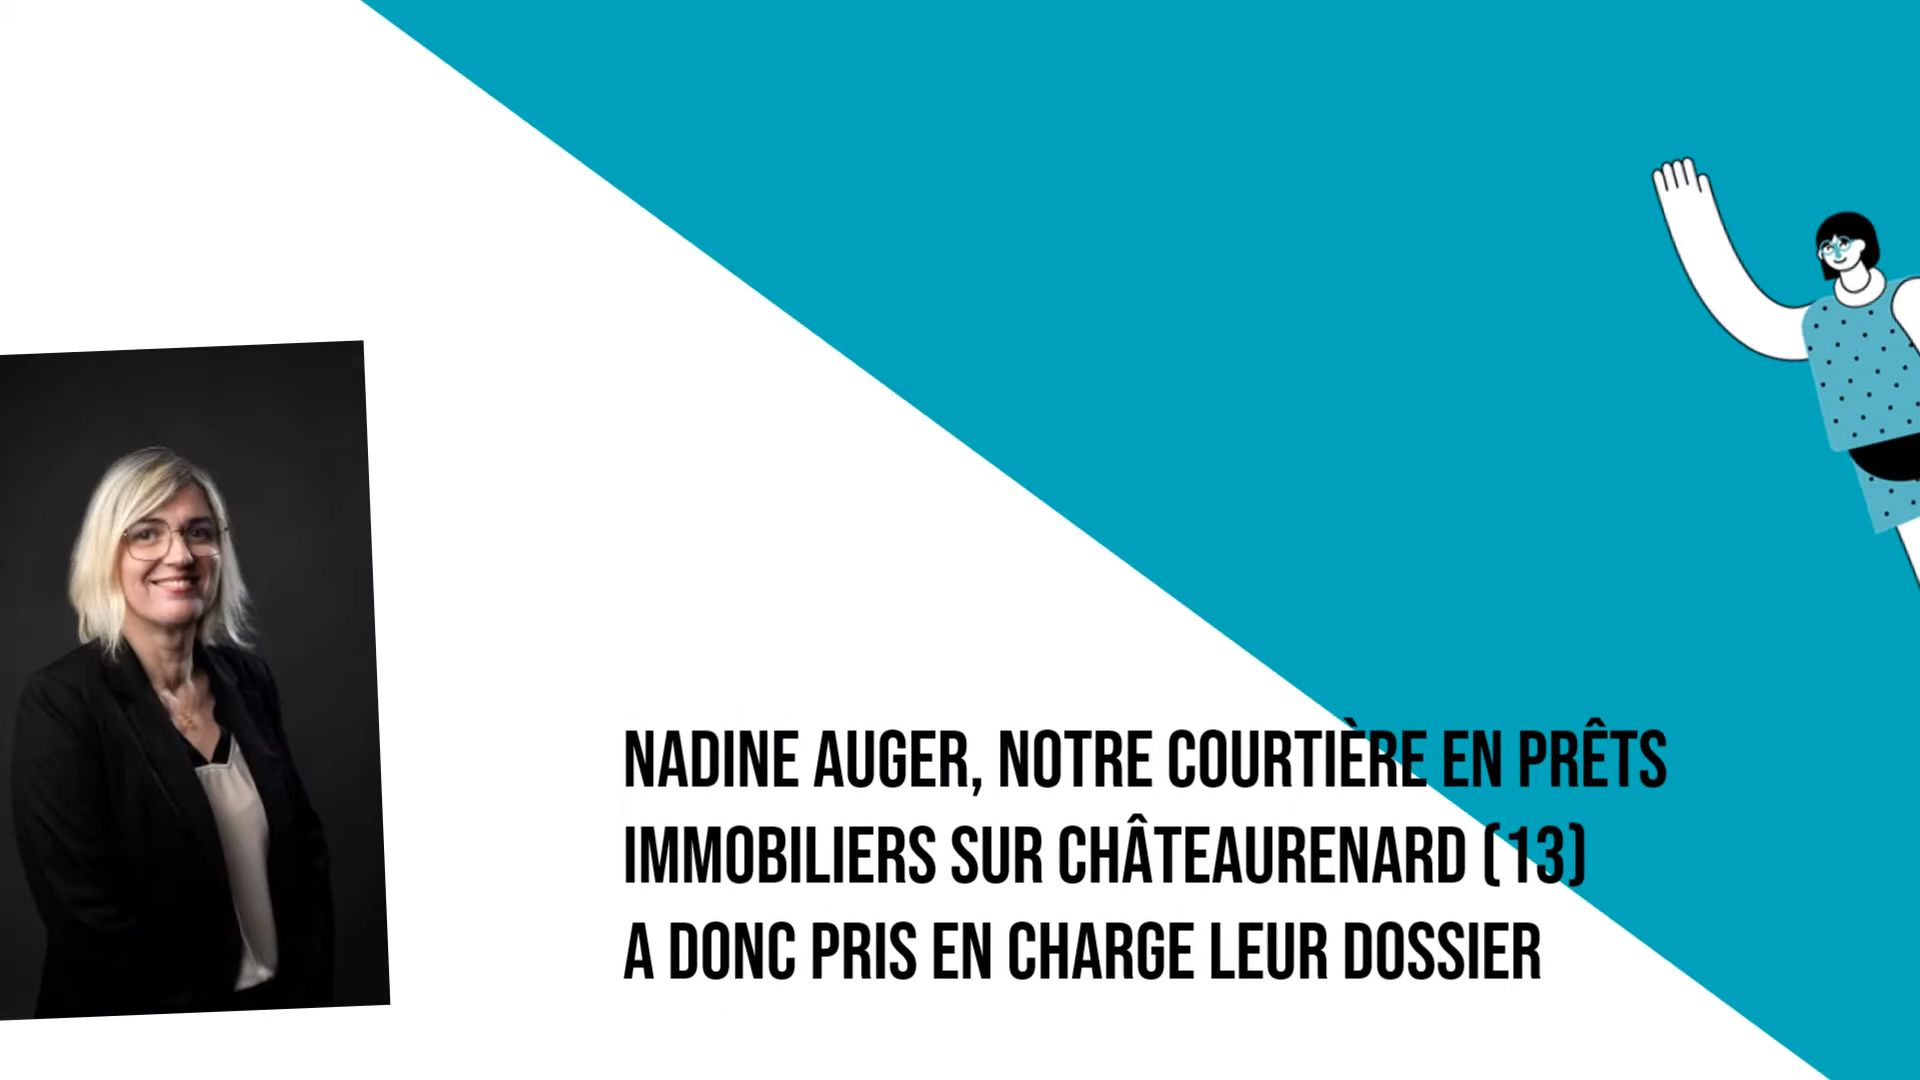 NADINE AUGER, NOTRE COURTIÈRE EN PRÊTS
IMMOBILIERS SUR CHÂTEAURENARD (13)
A DONC PRIS EN CHARGE LEUR DOSSIER